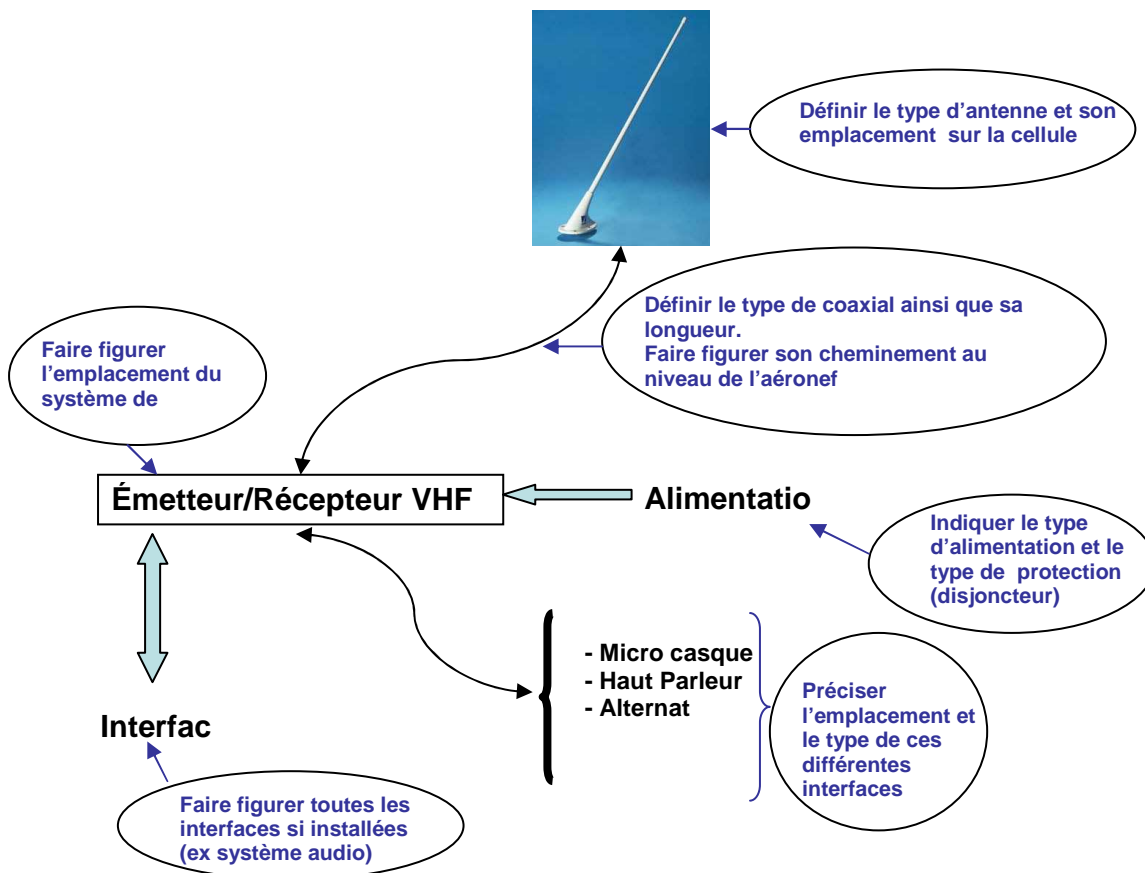 Définir le type d'antenne et son
emplacement sur la cellule
Définir le type de coaxial ainsi que sa
longueur.
Faire figurer son cheminement au
niveau de l'aéronef
Faire figurer
l'emplacement du
système de
Émetteur/Récepteur VHF
Alimentatio
Indiquer le type
d'alimentation et le
type de protection
(disjoncteur)
- Micro casque
- Haut Parleur
- Alternat
Préciser
l'emplacement et
le type de ces
différentes
interfaces
Interfac
Faire figurer toutes les
interfaces si installées
(ex système audio)